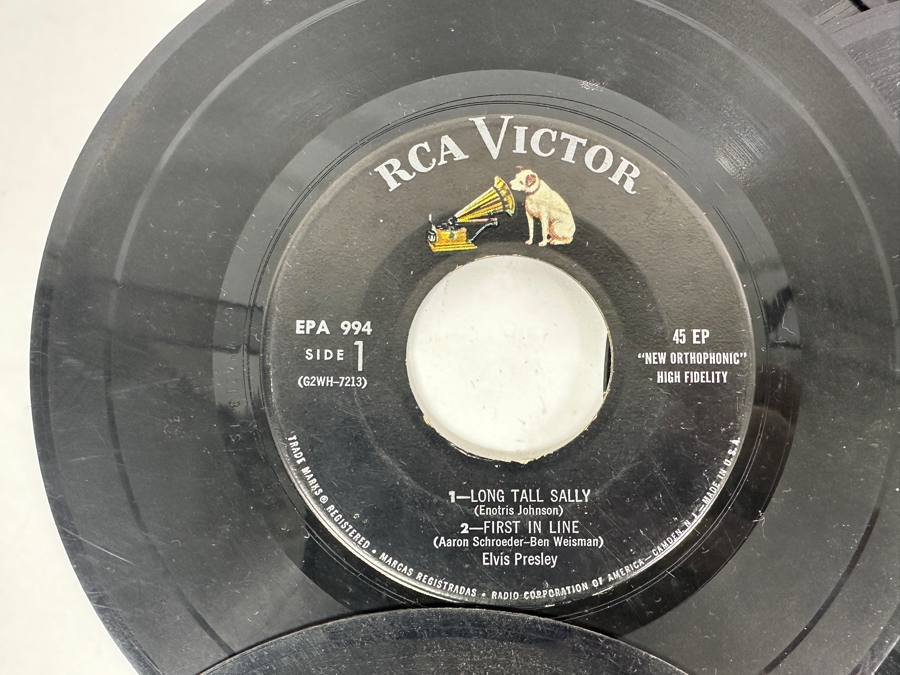 RCA VICTOR
EPA 994
SIDE 1
(G2WH-7213)
45 EP
"NEW ORTHOPHONIC"
HIGH FIDELITY
1—LONG TALL SALLY
(Enotris Johnson)
2—FIRST IN LINE
(Aaron Schroeder-Ben Weisman)
Elvis Presley
TRADE MARKS ® REGISTERED • MARCAS REGISTRADAS • RADIO CORPORATION OF AMERICA—CAMDEN, N. J.—MADE IN U.S.A.